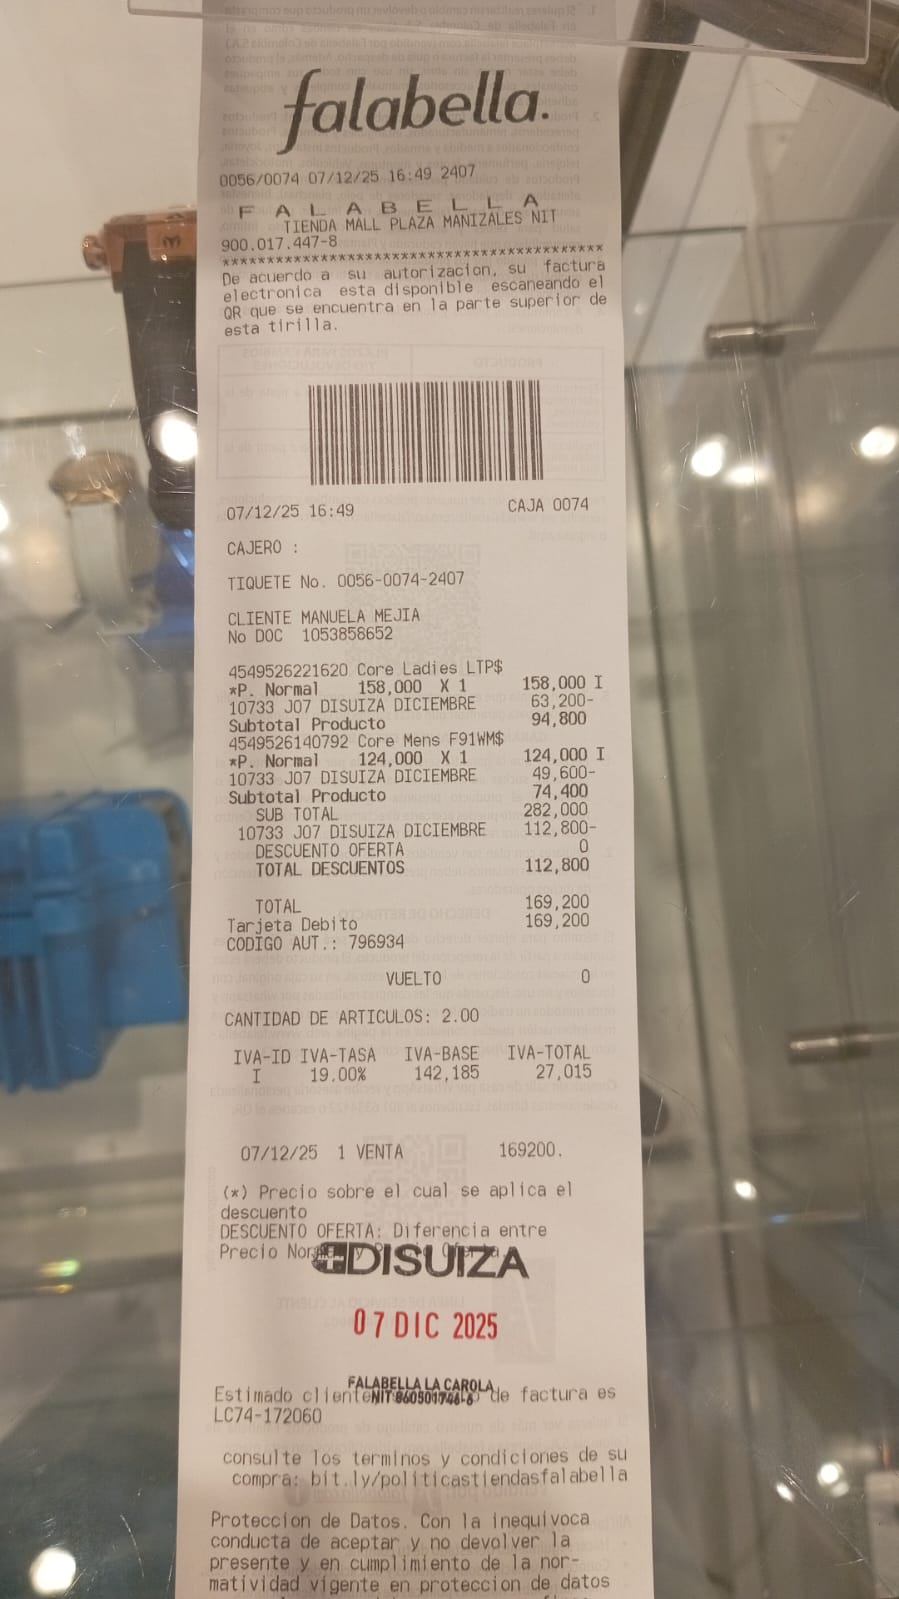 falabella.
0056/0074 07/12/25 16:49 2407
F A L A B E L L A
TIENDA MALL PLAZA MANIZALES NIT
900.017.447-8
******************************************
De acuerdo a su autorizacion, su factura
electronica esta disponible escaneando el
QR que se encuentra en la parte superior de
esta tirilla.
07/12/25 16:49 CAJA 0074
CAJERO :
TIQUETE No. 0056-0074-2407
CLIENTE MANUELA MEJIA
No DOC 1053858652
4549526221620 Core Ladies LTP$
*P. Normal 158,000 X 1 158,000 I
10733 J07 DISUIZA DICIEMBRE 63,200-
Subtotal Producto 94,800
4549526140792 Core Mens F91WM$
*P. Normal 124,000 X 1 124,000 I
10733 J07 DISUIZA DICIEMBRE 49,600-
Subtotal Producto 74,400
SUB TOTAL 282,000
10733 J07 DISUIZA DICIEMBRE 112,800-
DESCUENTO OFERTA 0
TOTAL DESCUENTOS 112,800
TOTAL 169,200
Tarjeta Debito 169,200
CODIGO AUT.: 796934
VUELTO 0
CANTIDAD DE ARTICULOS: 2.00
IVA-ID IVA-TASA IVA-BASE IVA-TOTAL
I 19.00% 142,185 27,015
07/12/25 1 VENTA 169200.
(*) Precio sobre el cual se aplica el
descuento
DESCUENTO OFERTA: Diferencia entre
Precio Normal y Precio Oferta.
DISUIZA
07 DIC 2025
FALABELLA LA CAROLA
NIT 860501746-6
Estimado cliente de factura es
LC74-172060
consulte los terminos y condiciones de su
compra: bit.ly/politicastiendasfalabella
Proteccion de Datos. Con la inequivoca
conducta de aceptar y no devolver la
presente y en cumplimiento de la nor-
matividad vigente en proteccion de datos